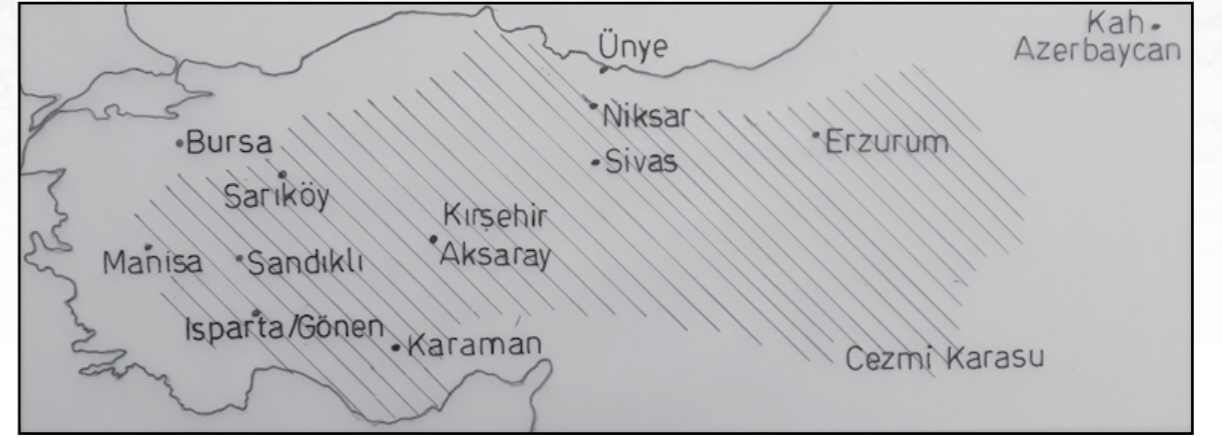 Kah
Azerbaycan
Ünye
Niksar
Erzurum
Bursa
Sivas
Sarıköy
Kırşehir
Aksaray
Manisa
Sandıklı
Isparta/Gönen
Karaman
Cezmi Karasu